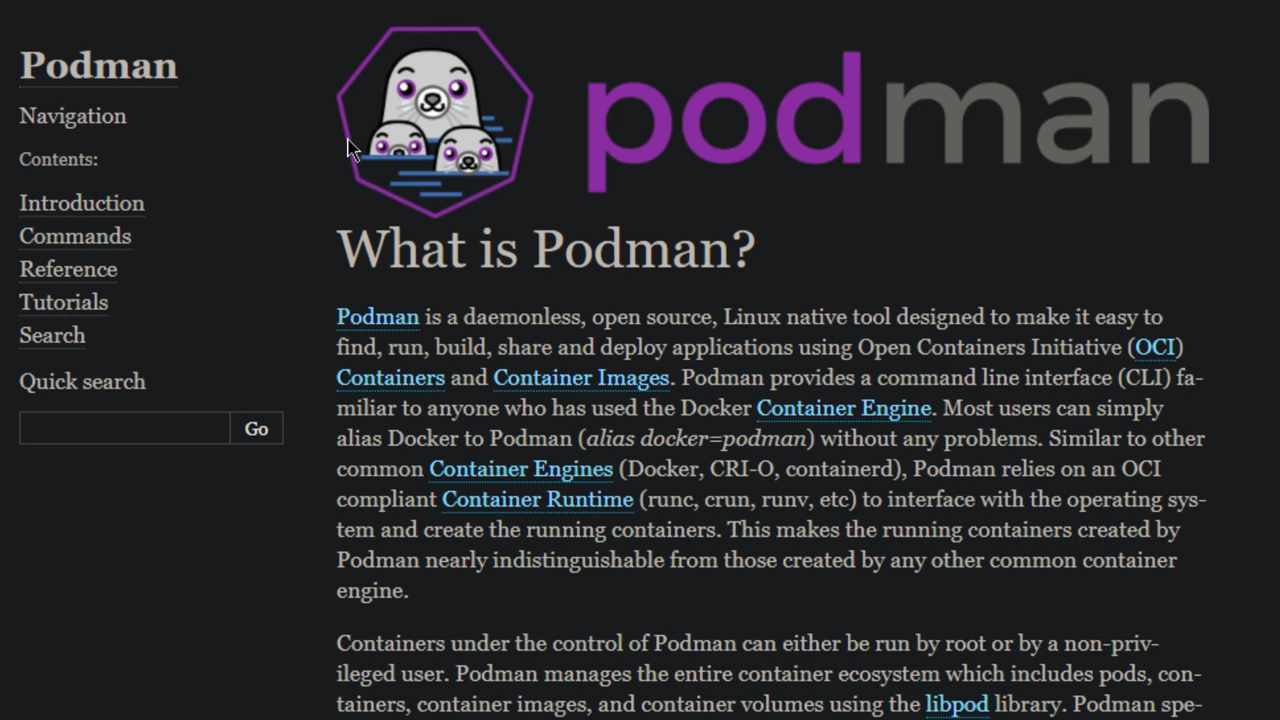 Podman
Navigation
Contents:
Introduction
Commands
Reference
Tutorials
Search
Quick search
Go
podman
What is Podman?
Podman is a daemonless, open source, Linux native tool designed to make it easy to
find, run, build, share and deploy applications using Open Containers Initiative (OCI)
Containers and Container Images. Podman provides a command line interface (CLI) fa-
miliar to anyone who has used the Docker Container Engine. Most users can simply
alias Docker to Podman (alias docker=podman) without any problems. Similar to other
common Container Engines (Docker, CRI-O, containerd), Podman relies on an OCI
compliant Container Runtime (runc, crun, runv, etc) to interface with the operating sys-
tem and create the running containers. This makes the running containers created by
Podman nearly indistinguishable from those created by any other common container
engine.
Containers under the control of Podman can either be run by root or by a non-priv-
ileged user. Podman manages the entire container ecosystem which includes pods, con-
tainers, container images, and container volumes using the libpod library. Podman spe-